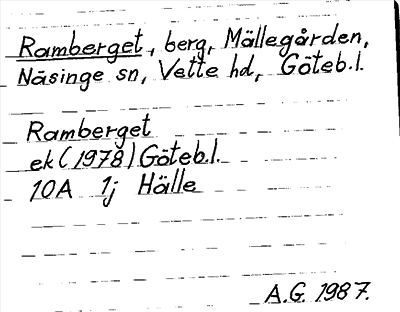 Ramberget, berg, Mällegården,
Näsinge sn, Vette hd, Göteb.l.
Ramberget
ek (1978) Göteb.l.
10A 1j Hälle
A.G. 1987.